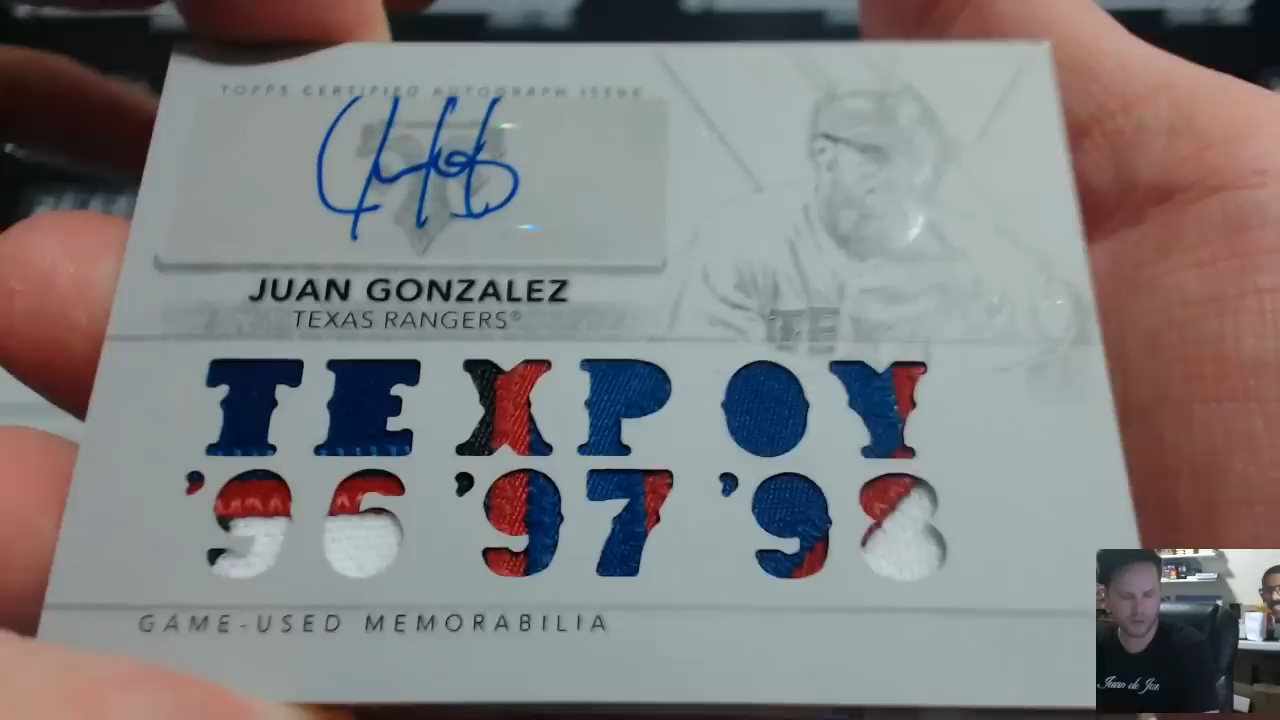 TOPPS CERTIFIED AUTOGRAPH ISSUE
JUAN GONZALEZ
TEXAS RANGERS®
TEX POY
'96 '97 '98
GAME-USED MEMORABILIA